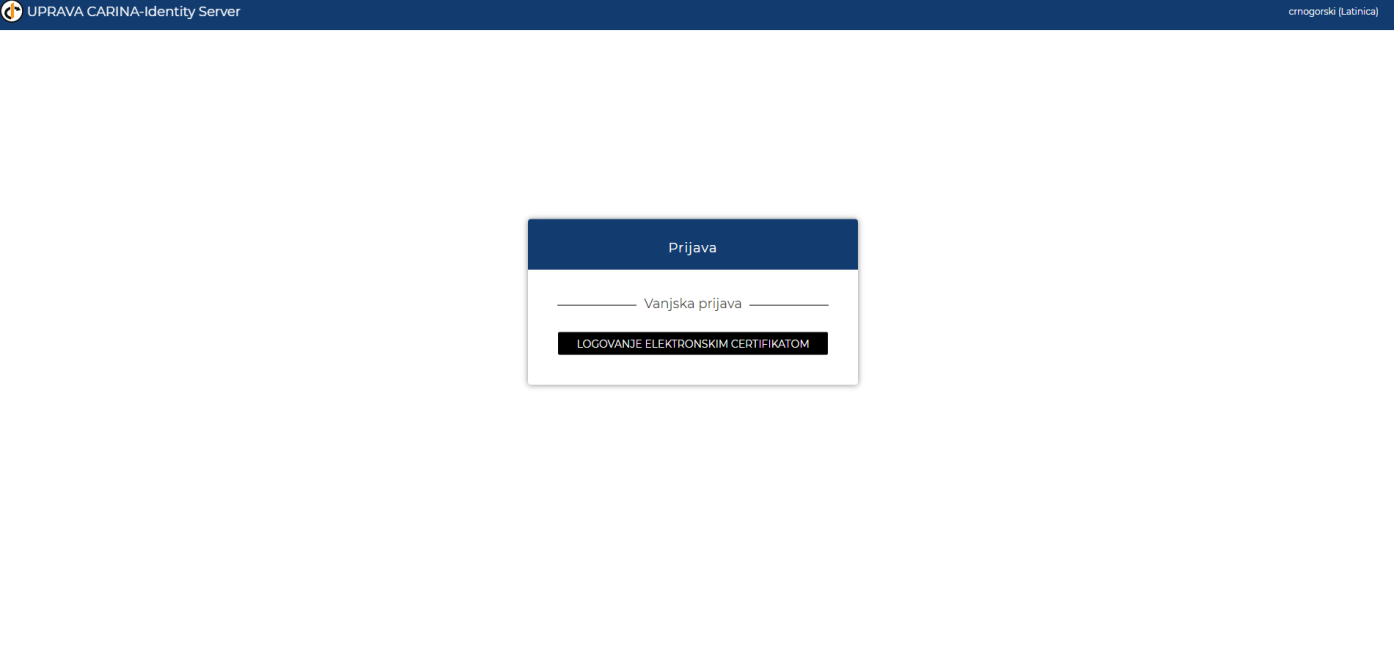 UPRAVA CARINA-Identity Server
crnogorski (Latinica)
Prijava
Vanjska prijava
LOGOVANJE ELEKTRONSKIM CERTIFIKATOM